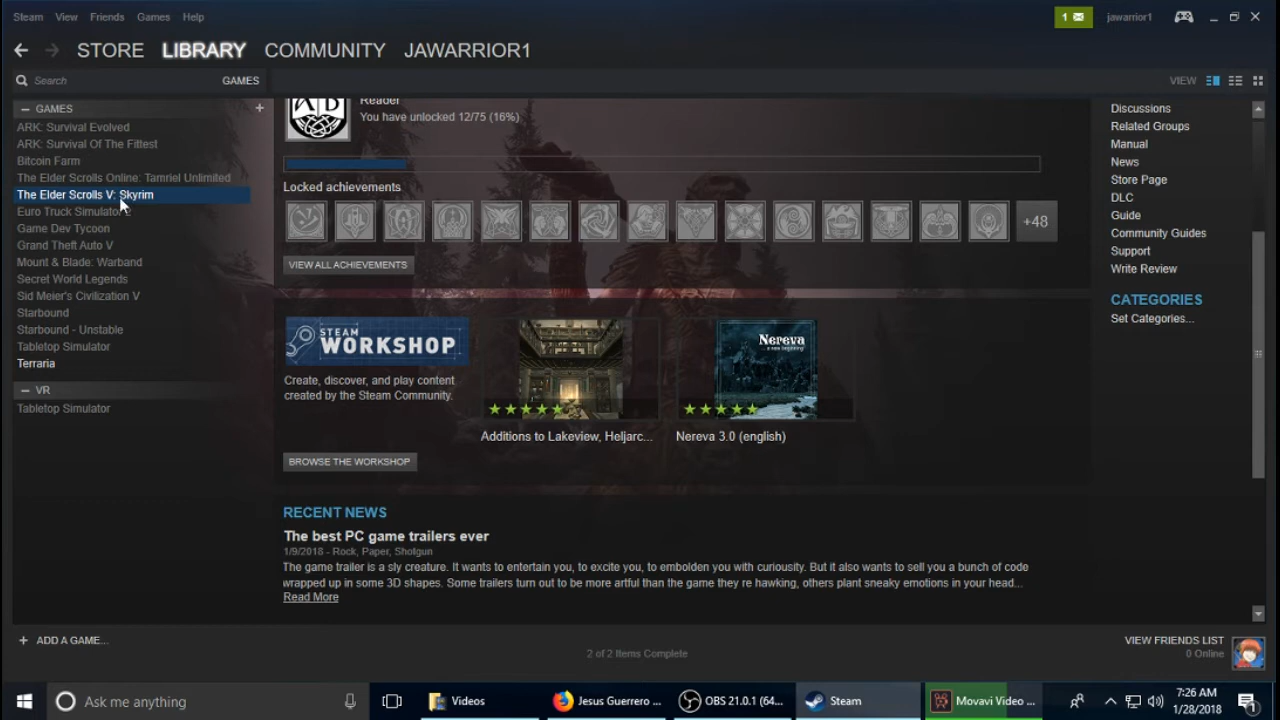 Steam View Friends Games Help
1 jawarrior1
STORE LIBRARY COMMUNITY JAWARRIOR1
Search GAMES
VIEW
GAMES +
ARK: Survival Evolved
ARK: Survival Of The Fittest
Bitcoin Farm
The Elder Scrolls Online: Tamriel Unlimited
The Elder Scrolls V: Skyrim
Euro Truck Simulator 2
Game Dev Tycoon
Grand Theft Auto V
Mount & Blade: Warband
Secret World Legends
Sid Meier's Civilization V
Starbound
Starbound - Unstable
Tabletop Simulator
Terraria
VR
Tabletop Simulator
Reader
You have unlocked 12/75 (16%)
Locked achievements
+48
VIEW ALL ACHIEVEMENTS
STEAM
WORKSHOP
Create, discover, and play content
created by the Steam Community.
BROWSE THE WORKSHOP
Additions to Lakeview, Heljarc...
Nereva
a new beginning
Nereva 3.0 (english)
RECENT NEWS
The best PC game trailers ever
1/9/2018 - Rock, Paper, Shotgun
The game trailer is a sly creature. It wants to entertain you, to excite you, to embolden you with curiousity. But it also wants to sell you a bunch of code
wrapped up in some 3D shapes. Some trailers turn out to be more artful than the game they re hawking, others plant sneaky emotions in your head...
Read More
Discussions
Related Groups
Manual
News
Store Page
DLC
Guide
Community Guides
Support
Write Review
CATEGORIES
Set Categories...
+ ADD A GAME...
2 of 2 Items Complete
VIEW FRIENDS LIST
0 Online
Ask me anything
Videos
Jesus Guerrero ...
OBS 21.0.1 (64...
Steam
Movavi Video ...
7:26 AM
1/28/2018
1